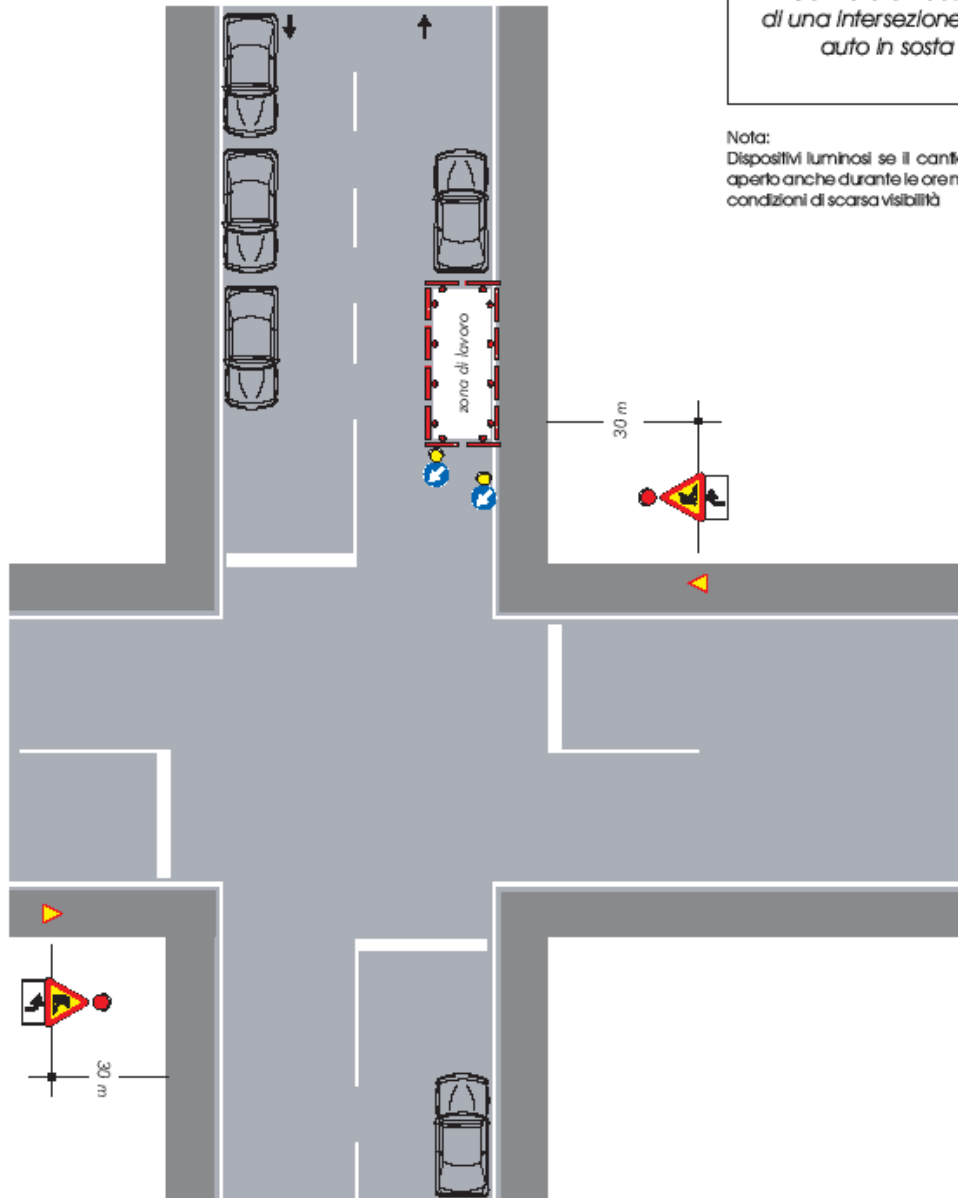 di una intersezione
auto in sosta
Nota:
Dispositivi luminosi se il
aperto anche durante le ore
condizioni di scarsa visibilità
zona di lavoro
30 m
30 m